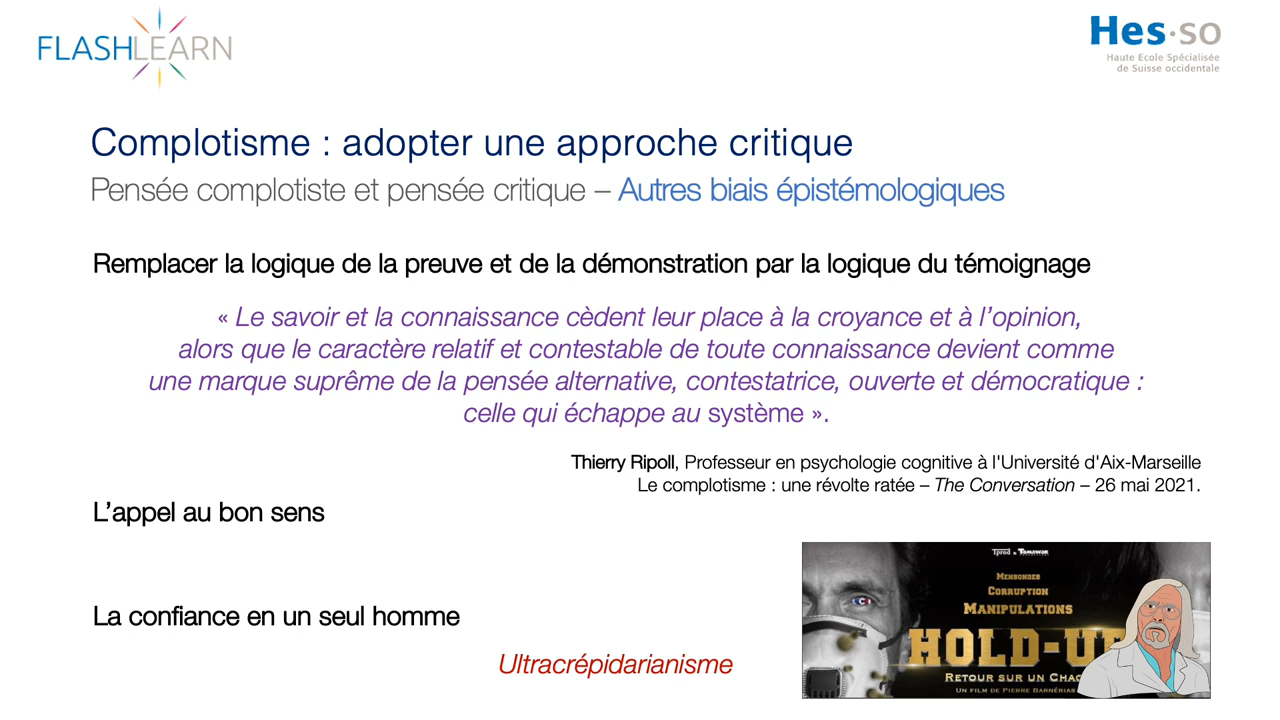 FLASHLEARN
Hes·so
Haute Ecole Spécialisée
de Suisse occidentale
Complotisme : adopter une approche critique
Pensée complotiste et pensée critique – Autres biais épistémologiques
Remplacer la logique de la preuve et de la démonstration par la logique du témoignage
« Le savoir et la connaissance cèdent leur place à la croyance et à l’opinion,
alors que le caractère relatif et contestable de toute connaissance devient comme
une marque suprême de la pensée alternative, contestatrice, ouverte et démocratique :
celle qui échappe au système ».
Thierry Ripoll, Professeur en psychologie cognitive à l'Université d'Aix-Marseille
Le complotisme : une révolte ratée – The Conversation – 26 mai 2021.
L’appel au bon sens
La confiance en un seul homme
Ultracrépidarianisme
Tprod & Tomawak
Mensonges
Corruption
Manipulations
HOLD-U
Retour sur un Chao
Un film de Pierre Barnérias